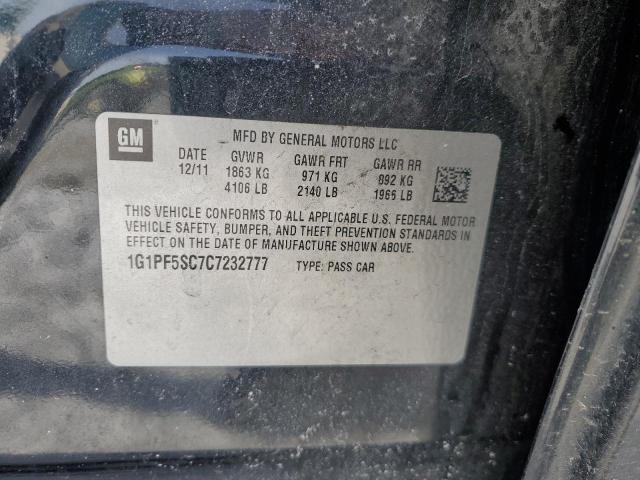 GM
MFD BY GENERAL MOTORS LLC
DATE GVWR GAWR FRT GAWR RR
12/11 1863 KG 971 KG 892 KG
4106 LB 2140 LB 1966 LB
THIS VEHICLE CONFORMS TO ALL APPLICABLE U.S. FEDERAL MOTOR
VEHICLE SAFETY, BUMPER, AND THEFT PREVENTION STANDARDS IN
EFFECT ON THE DATE OF MANUFACTURE SHOWN ABOVE.
1G1PF5SC7C7232777 TYPE: PASS CAR